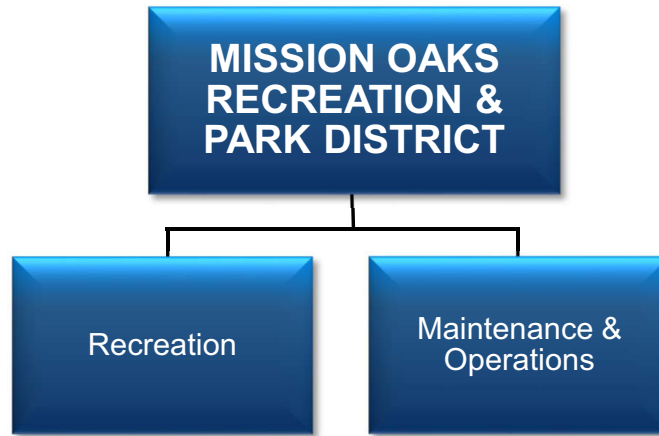 MISSION OAKS
RECREATION &
PARK DISTRICT
Recreation
Maintenance &
Operations